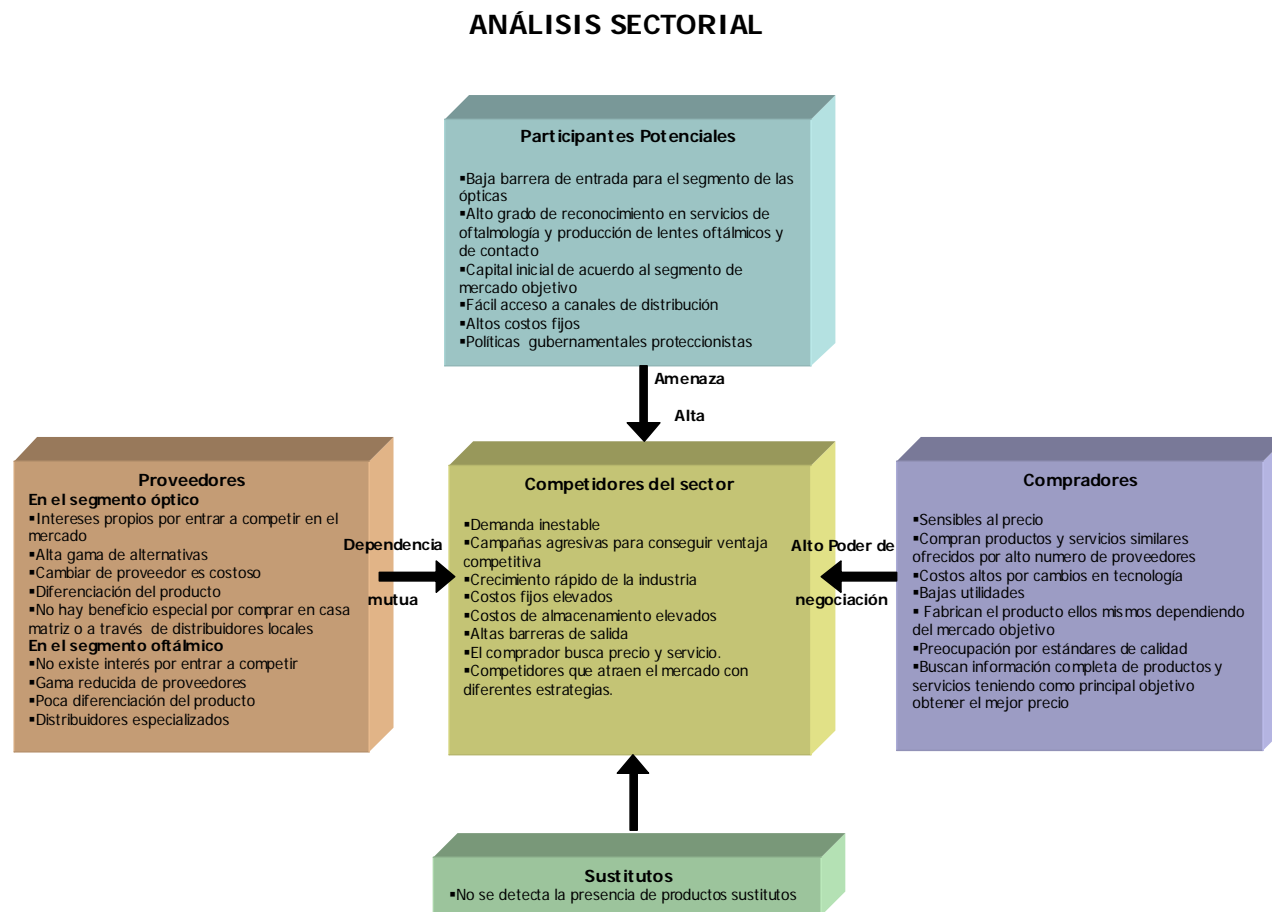 ANÁLISIS SECTORIAL
Participantes Potenciales
▪Baja barrera de entrada para el segmento de las
ópticas
▪Alto grado de reconocimiento en servicios de
oftalmología y producción de lentes oftálmicos y
de contacto
▪Capital inicial de acuerdo al segmento de
mercado objetivo
▪Fácil acceso a canales de distribución
▪Altos costos fijos
▪Políticas gubernamentales proteccionistas
Amenaza
Alta
Proveedores
En el segmento óptico
▪Intereses propios por entrar a competir en el
mercado
▪Alta gama de alternativas
▪Cambiar de proveedor es costoso
▪Diferenciación del producto
▪No hay beneficio especial por comprar en casa
matriz o a través de distribuidores locales
En el segmento oftálmico
▪No existe interés por entrar a competir
▪Gama reducida de proveedores
▪Poca diferenciación del producto
▪Distribuidores especializados
Dependencia
mutua
Competidores del sector
▪Demanda inestable
▪Campañas agresivas para conseguir ventaja
competitiva
▪Crecimiento rápido de la industria
▪Costos fijos elevados
▪Costos de almacenamiento elevados
▪Altas barreras de salida
▪El comprador busca precio y servicio.
▪Competidores que atraen el mercado con
diferentes estrategias.
Alto Poder de
negociación
Compradores
▪Sensibles al precio
▪Compran productos y servicios similares
ofrecidos por alto numero de proveedores
▪Costos altos por cambios en tecnología
▪Bajas utilidades
▪ Fabrican el producto ellos mismos dependiendo
del mercado objetivo
▪Preocupación por estándares de calidad
▪Buscan información completa de productos y
servicios teniendo como principal objetivo
obtener el mejor precio
Sustitutos
▪No se detecta la presencia de productos sustitutos